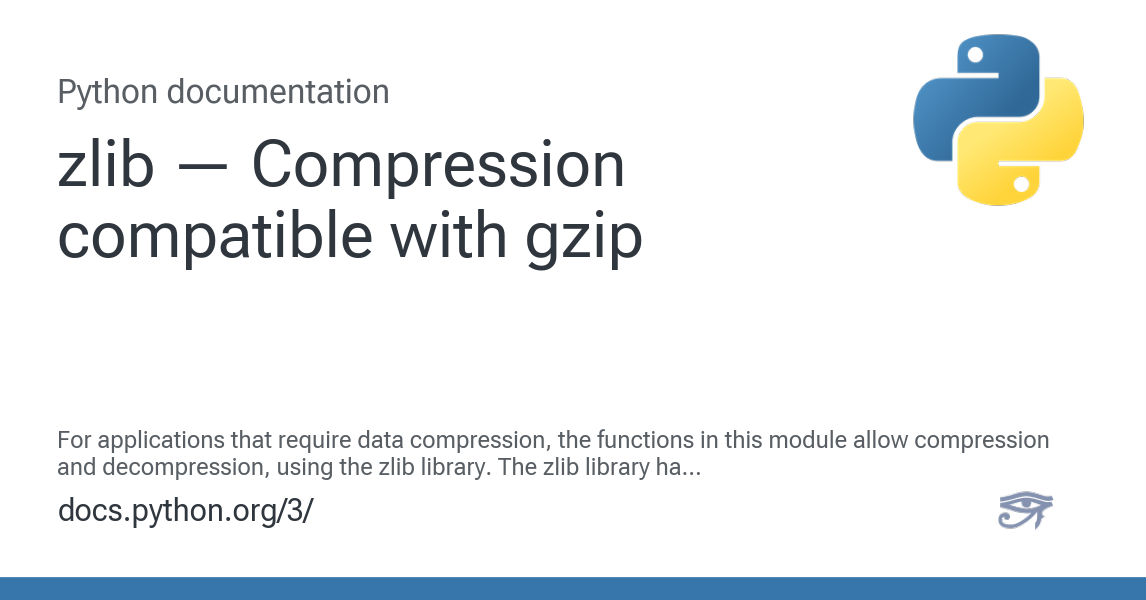 Python documentation
zlib — Compression
compatible with gzip
For applications that require data compression, the functions in this module allow compression
and decompression, using the zlib library. The zlib library ha...
docs.python.org/3/